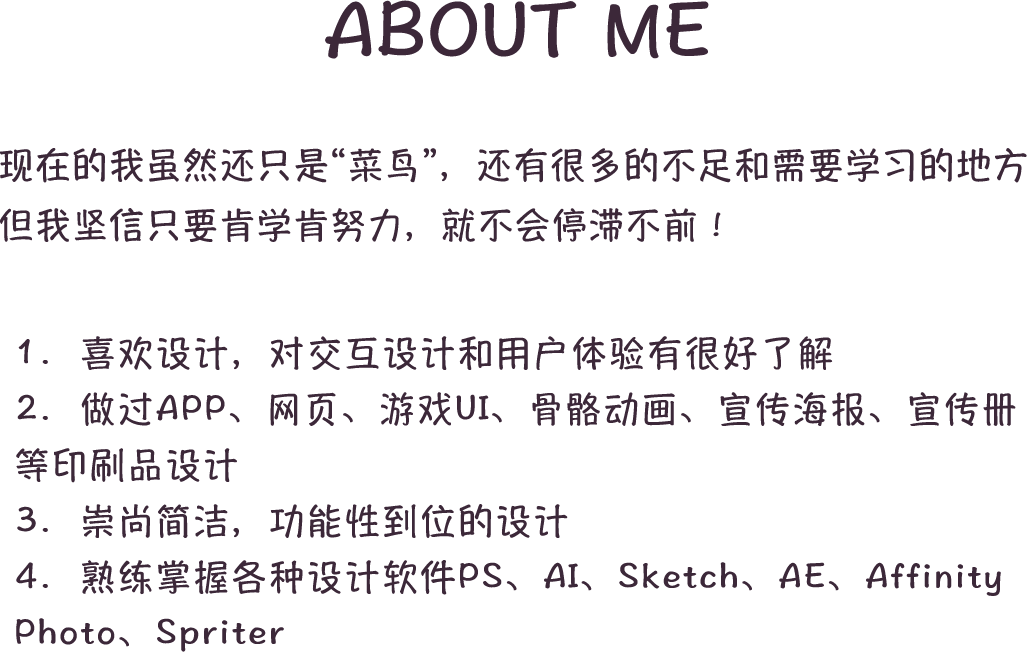 ABOUT ME
现在的我虽然还只是“菜鸟”，还有很多的不足和需要学习的地方
但我坚信只要肯学肯努力，就不会停滞不前！
1. 喜欢设计，对交互设计和用户体验有很好了解
2. 做过APP、网页、游戏UI、骨骼动画、宣传海报、宣传册
等印刷品设计
3. 崇尚简洁，功能性到位的设计
4. 熟练掌握各种设计软件PS、AI、Sketch、AE、Affinity
Photo、Spriter